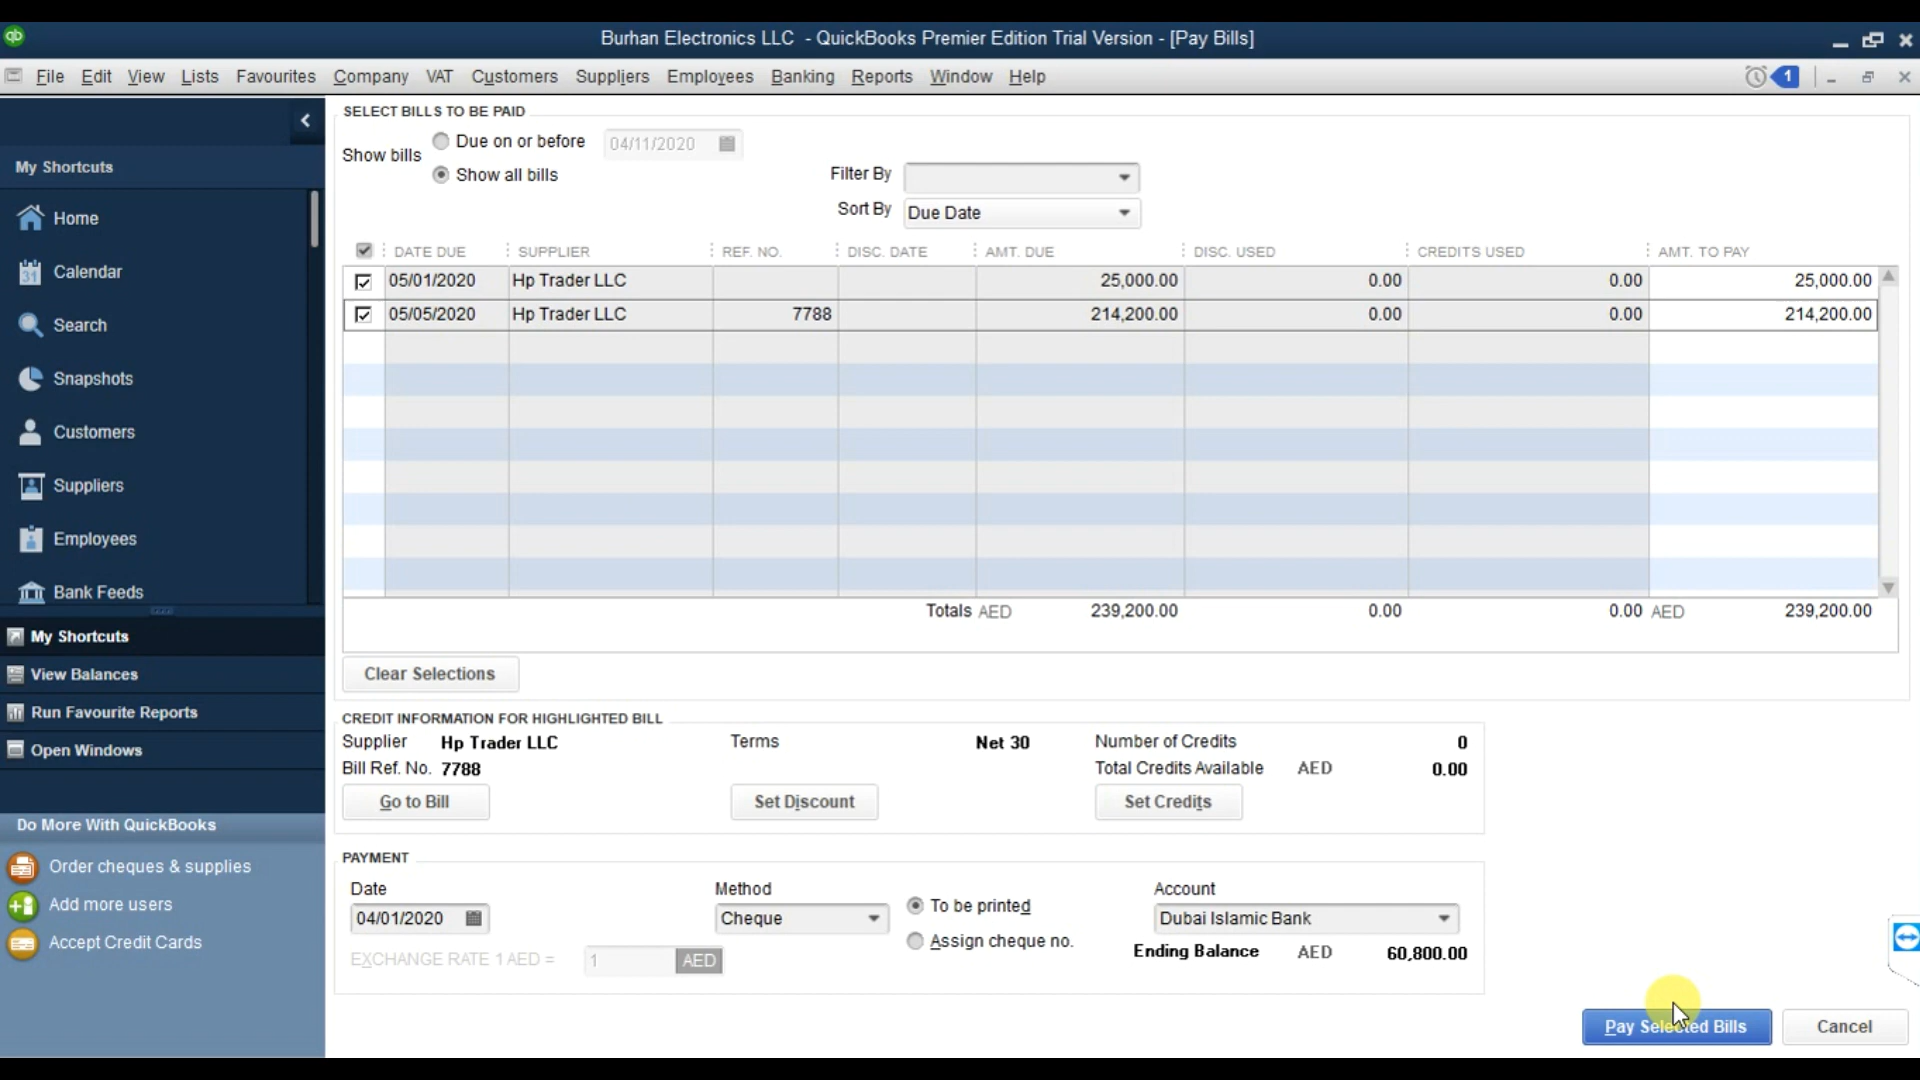 qb
Burhan Electronics LLC - QuickBooks Premier Edition Trial Version - [Pay Bills]
File Edit View Lists Favourites Company VAT Customers Suppliers Employees Banking Reports Window Help 1
My Shortcuts
Home
31 Calendar
Search
Snapshots
Customers
Suppliers
Employees
Bank Feeds
My Shortcuts
View Balances
Run Favourite Reports
Open Windows
Do More With QuickBooks
Order cheques & supplies
Add more users
Accept Credit Cards
SELECT BILLS TO BE PAID
Show bills
Due on or before 04/11/2020
Show all bills
Filter By
Sort By Due Date
DATE DUE SUPPLIER REF. NO. DISC. DATE AMT. DUE DISC. USED CREDITS USED AMT. TO PAY
05/01/2020 Hp Trader LLC 25,000.00 0.00 0.00 25,000.00
05/05/2020 Hp Trader LLC 7788 214,200.00 0.00 0.00 214,200.00
Totals AED 239,200.00 0.00 0.00 AED 239,200.00
Clear Selections
CREDIT INFORMATION FOR HIGHLIGHTED BILL
Supplier Hp Trader LLC Terms Net 30 Number of Credits 0
Bill Ref. No. 7788 Total Credits Available AED 0.00
Go to Bill Set Discount Set Credits
PAYMENT
Date Method Account
04/01/2020 Cheque To be printed Dubai Islamic Bank
Assign cheque no. Ending Balance AED 60,800.00
EXCHANGE RATE 1 AED = 1 AED
Pay Selected Bills Cancel